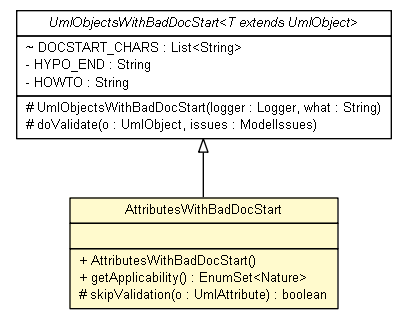 UmlObjectsWithBadDocStart<T extends UmlObject>
~ DOCSTART_CHARS : List<String>
- HYPO_END : String
- HOWTO : String
# UmlObjectsWithBadDocStart(logger : Logger, what : String)
# doValidate(o : UmlObject, issues : ModelIssues)
AttributesWithBadDocStart
+ AttributesWithBadDocStart()
+ getApplicability() : EnumSet<Nature>
# skipValidation(o : UmlAttribute) : boolean